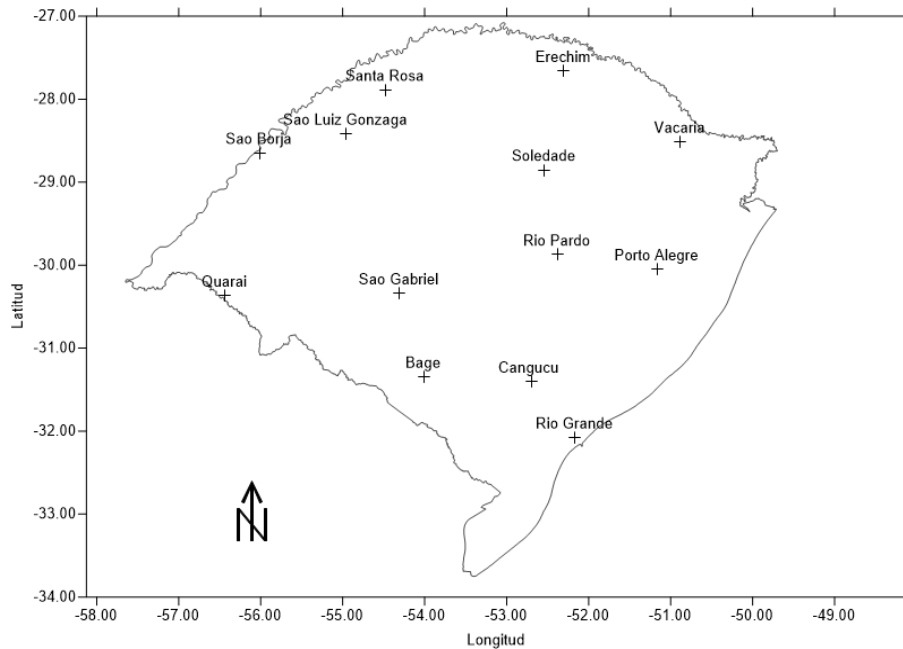 -27.00
Erechim
Santa Rosa
-28.00
Sao Luiz Gonzaga
Vacaria
Sao Borja
Soledade
-29.00
Rio Pardo
Porto Alegre
-30.00
Quarai
Sao Gabriel
Latitud
-31.00
Bage
Cangucu
-32.00
Rio Grande
-33.00
N
-34.00
-58.00 -57.00 -56.00 -55.00 -54.00 -53.00 -52.00 -51.00 -50.00 -49.00
Longitud